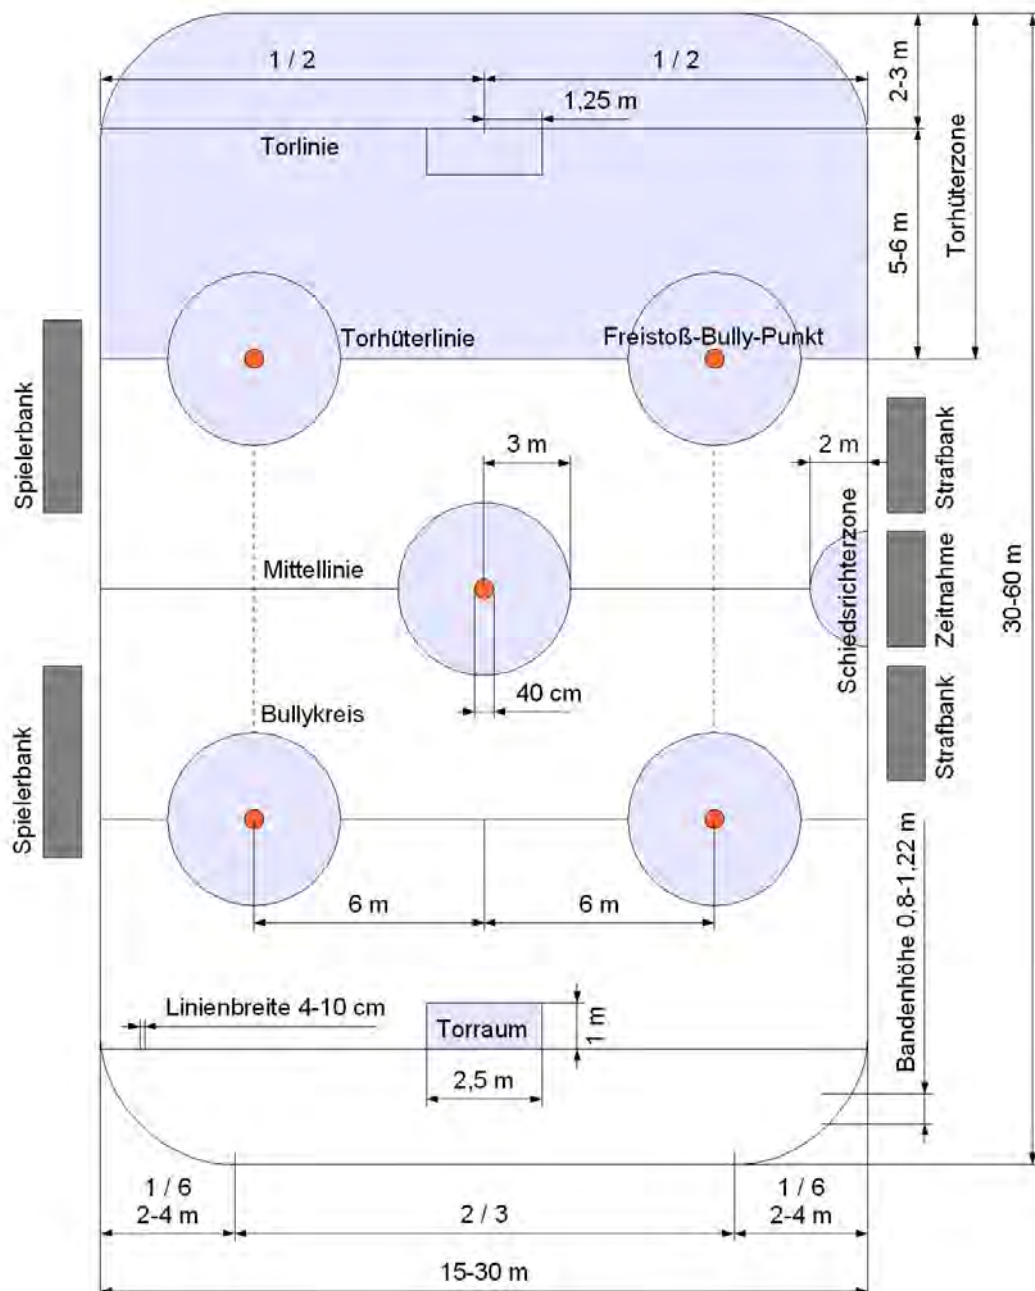 1 / 2
1 / 2
2-3 m
1,25 m
Torlinie
Torhüterzone
5-6 m
Torhüterlinie
Freistoß-Bully-Punkt
Spielerbank
3 m
2 m
Strafbank
Schiedsrichterzone
Mittellinie
Zeitnahme
30-60 m
40 cm
Bullykreis
Spielerbank
Strafbank
6 m
6 m
Bandenhöhe 0,8-1,22 m
Linienbreite 4-10 cm
Torraum
1 m
2,5 m
1 / 6
2-4 m
2 / 3
1 / 6
2-4 m
15-30 m